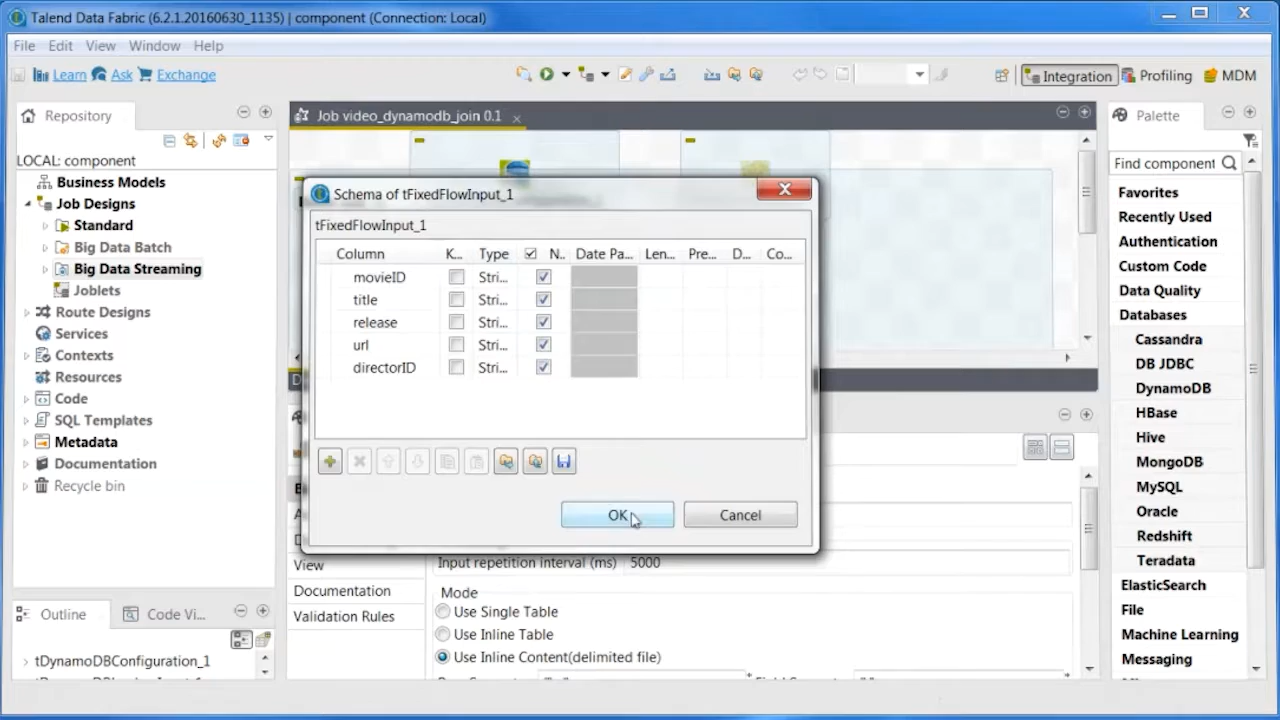 Talend Data Fabric (6.2.1.20160630_1135) | component (Connection: Local)
File Edit View Window Help
Learn Ask Exchange
Integration Profiling MDM
Repository
LOCAL: component
Business Models
Job Designs
Standard
Big Data Batch
Big Data Streaming
Joblets
Route Designs
Services
Contexts
Resources
Code
SQL Templates
Metadata
Documentation
Recycle bin
Outline Code Vi...
tDynamoDBConfiguration_1
Job video_dynamodb_join 0.1
Schema of tFixedFlowInput_1
tFixedFlowInput_1
Column K... Type N.. Date Pa... Len... Pre... D... Co...
movieID Stri...
title Stri...
release Stri...
url Stri...
directorID Stri...
OK Cancel
View
Documentation
Validation Rules
Input repetition interval (ms) 5000
Mode
Use Single Table
Use Inline Table
Use Inline Content(delimited file)
Palette
Find component
Favorites
Recently Used
Authentication
Custom Code
Data Quality
Databases
Cassandra
DB JDBC
DynamoDB
HBase
Hive
MongoDB
MySQL
Oracle
Redshift
Teradata
ElasticSearch
File
Machine Learning
Messaging